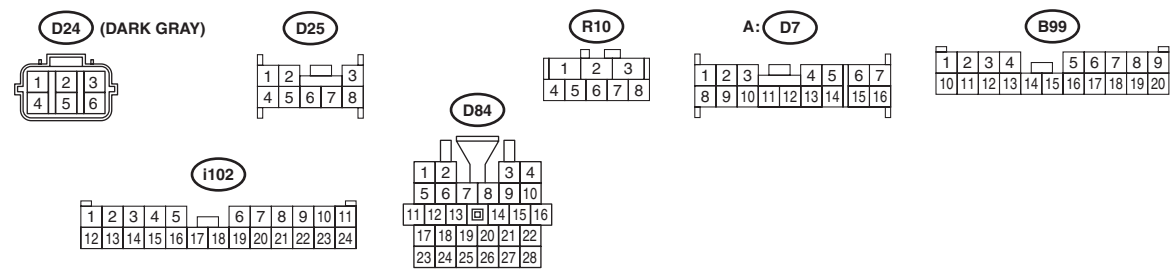 D24 (DARK GRAY)
1 2 3
4 5 6
D25
1 2 3
4 5 6 7 8
R10
1 2 3
4 5 6 7 8
A: D7
1 2 3 4 5 6 7
8 9 10 11 12 13 14 15 16
B99
1 2 3 4 5 6 7 8 9
10 11 12 13 14 15 16 17 18 19 20
i102
1 2 3 4 5 6 7 8 9 10 11
12 13 14 15 16 17 18 19 20 21 22 23 24
D84
1 2 3 4
5 6 7 8 9 10
11 12 13 14 15 16
17 18 19 20 21 22
23 24 25 26 27 28